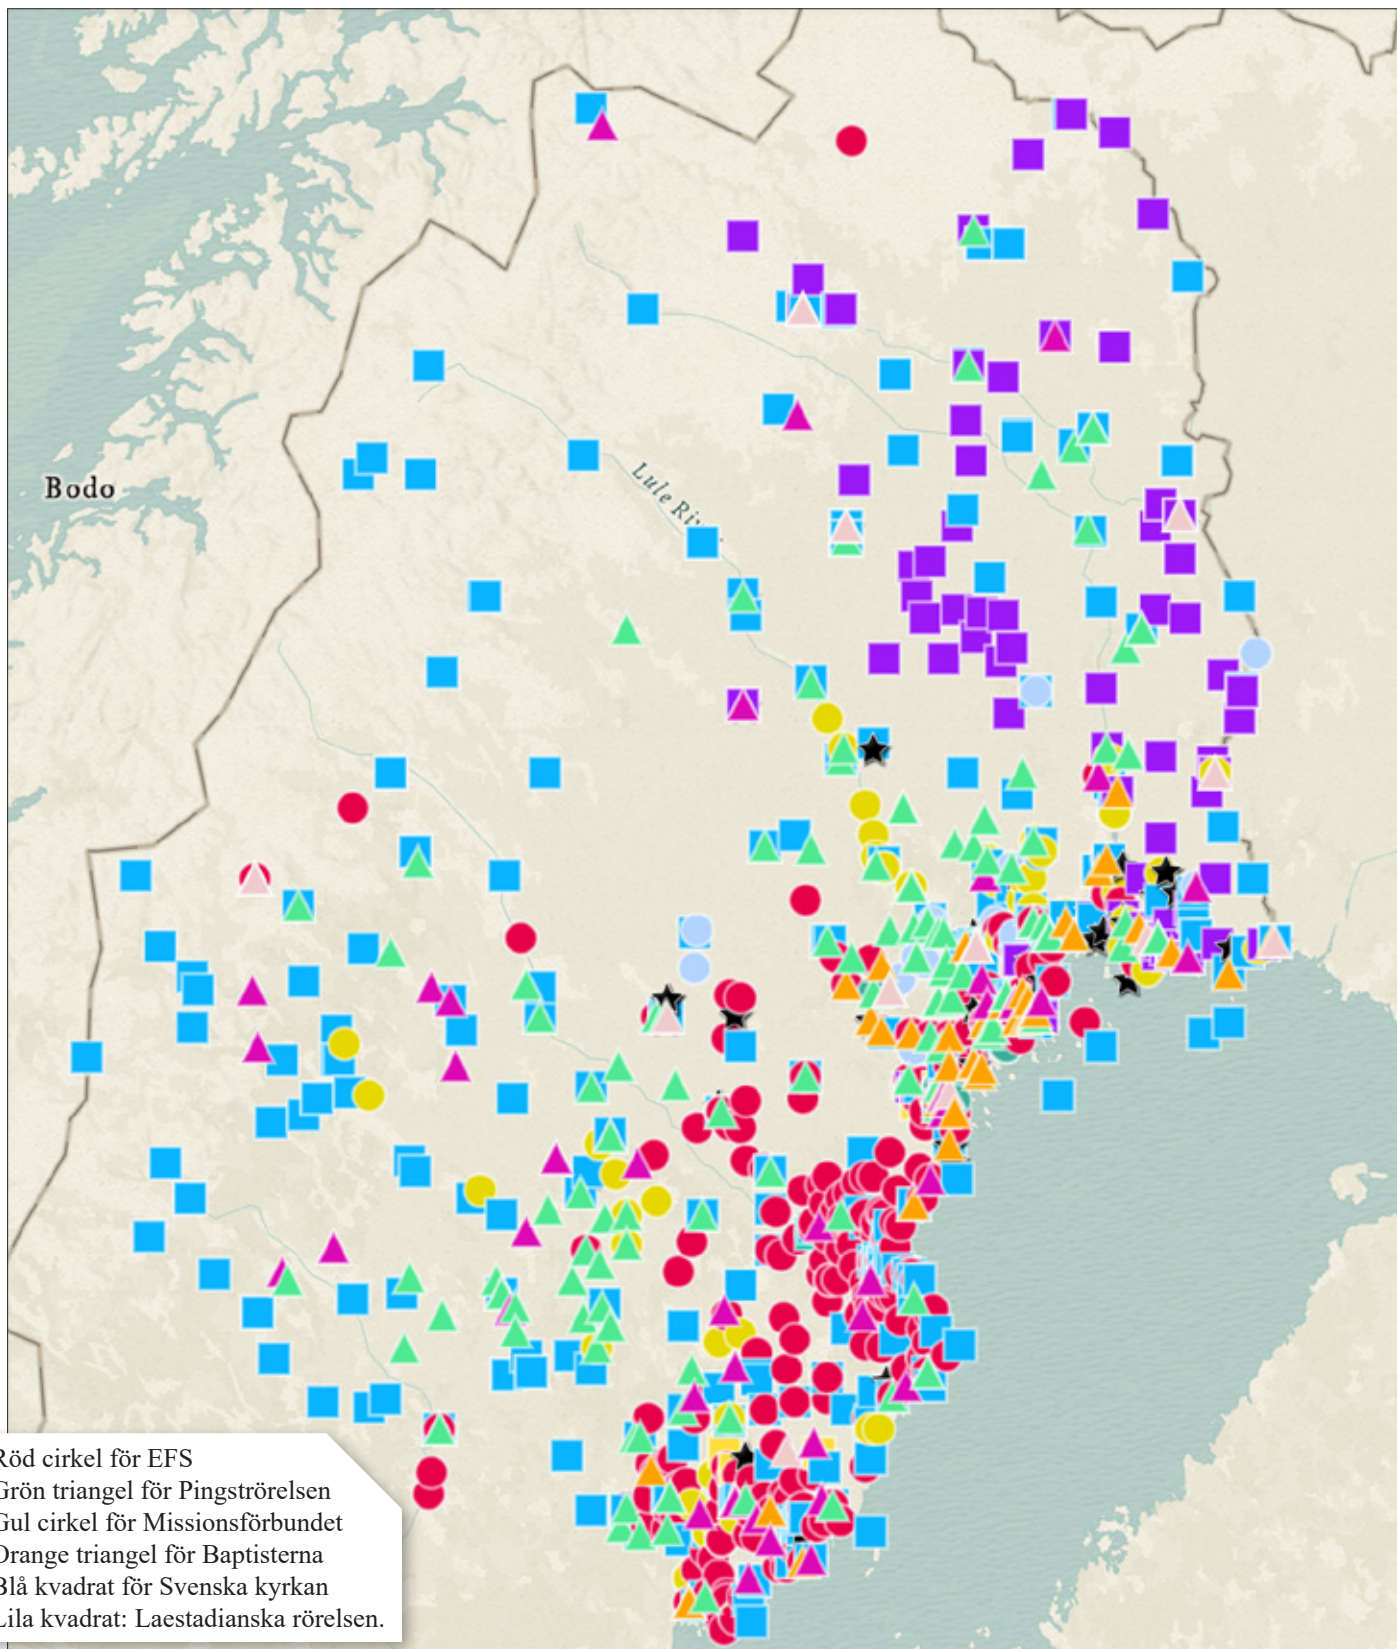 Bodo
Lule
Röd cirkel för EFS
Grön triangel för Pingströrelsen
Gul cirkel för Missionsförbundet
Orange triangel för Baptisterna
Blå kvadrat för Svenska kyrkan
Lila kvadrat: Laestadianska rörelsen.